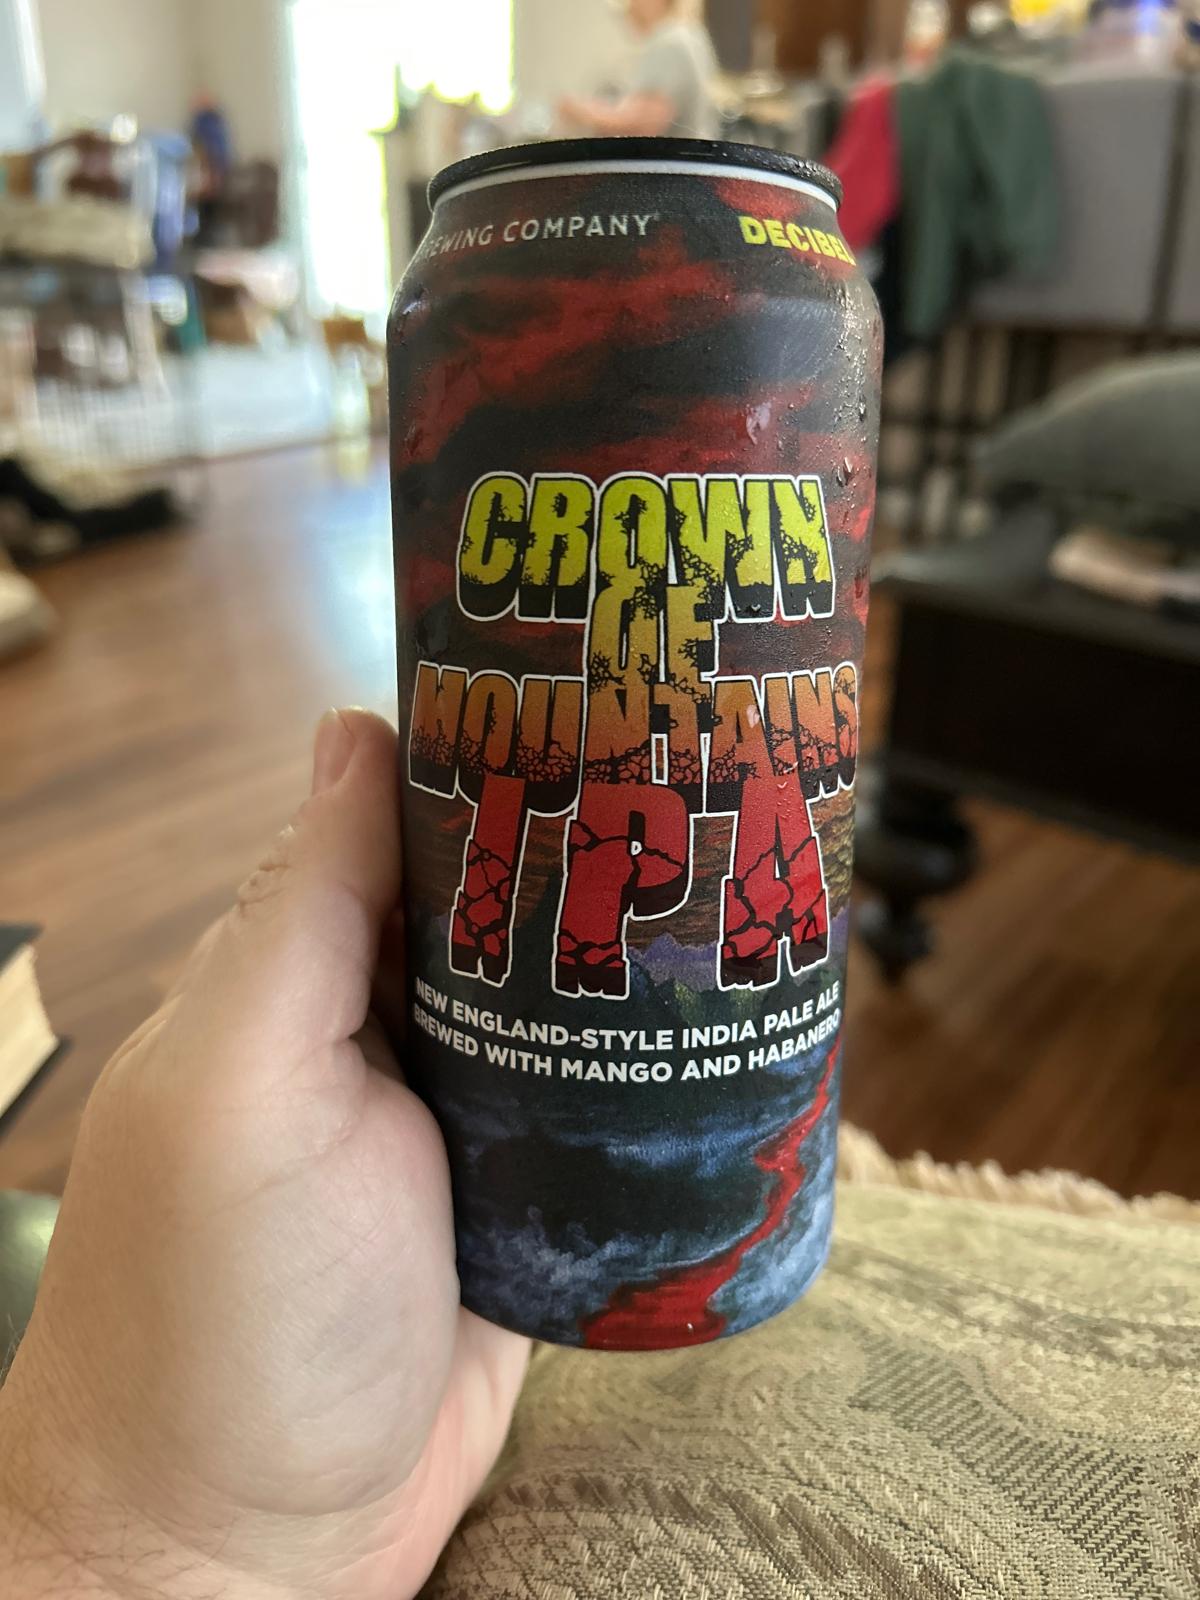 BREWING COMPANY DECIBEL
CROWN
OF
MOUNTAINS
IPA
NEW ENGLAND-STYLE INDIA PALE ALE
BREWED WITH MANGO AND HABANERO